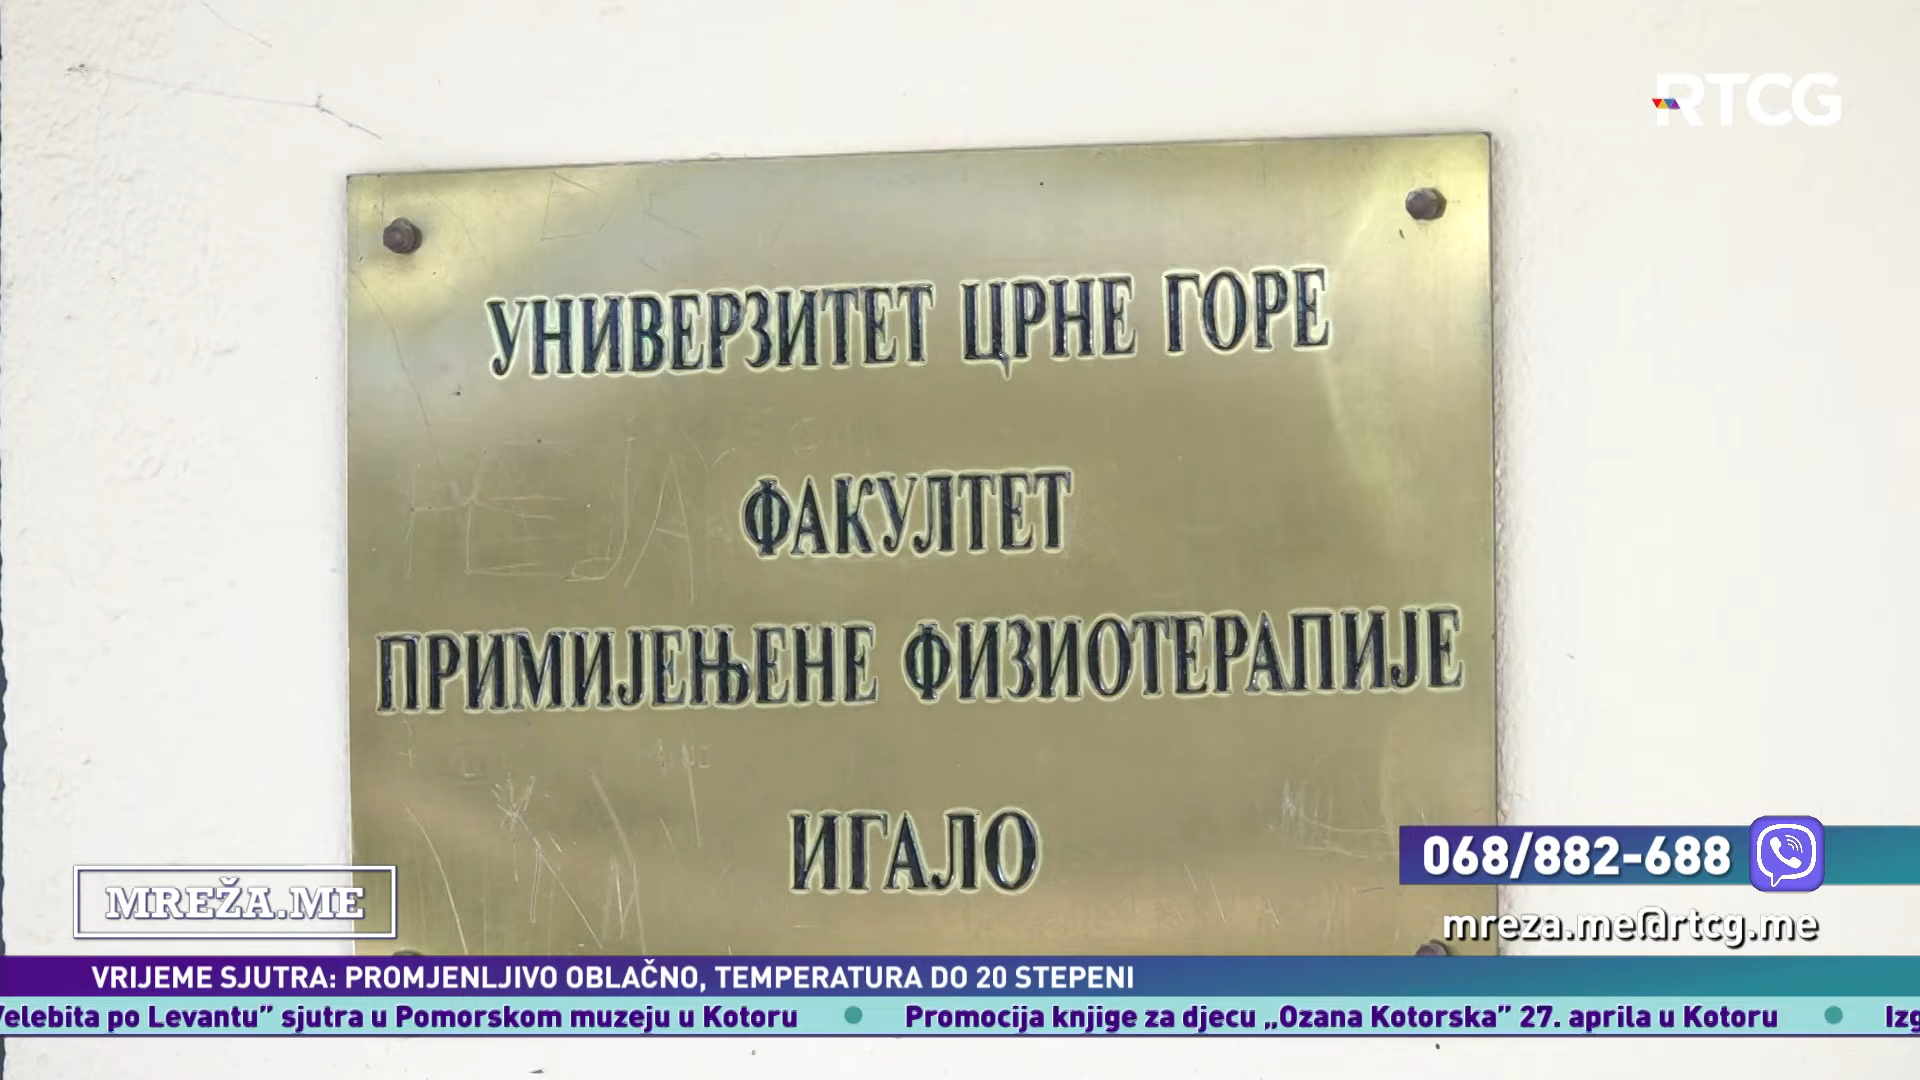 RTCG
УНИВЕРЗИТЕТ ЦРНЕ ГОРЕ
ФАКУЛТЕТ
ПРИМИЈЕЊЕНЕ ФИЗИОТЕРАПИЈЕ
ИГАЛО
068/882-688
MREŽA.ME
mreza.me@rtcg.me
VRIJEME SJUTRA: PROMJENLJIVO OBLAČNO, TEMPERATURA DO 20 STEPENI
po Levantu” sjutra u Pomorskom muzeju u Kotoru ● Promocija knjige za djecu „Ozana Kotorska” 27. aprila u Kotoru ●